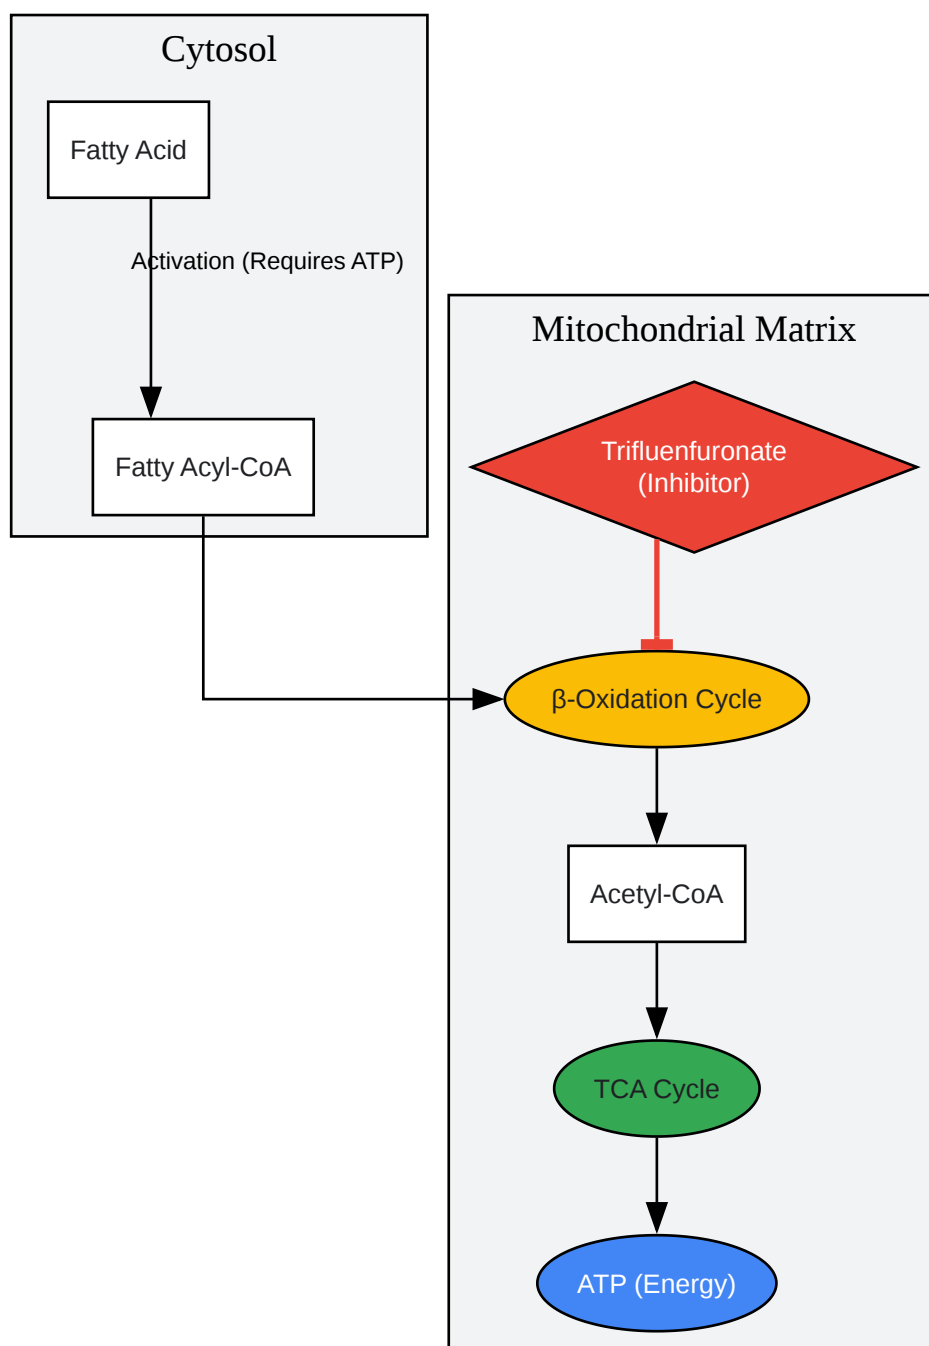 Cytosol
Fatty Acid
Activation (Requires ATP)
Fatty Acyl-CoA
Mitochondrial Matrix
Trifluenfuronate
(Inhibitor)
β-Oxidation Cycle
Acetyl-CoA
TCA Cycle
ATP (Energy)